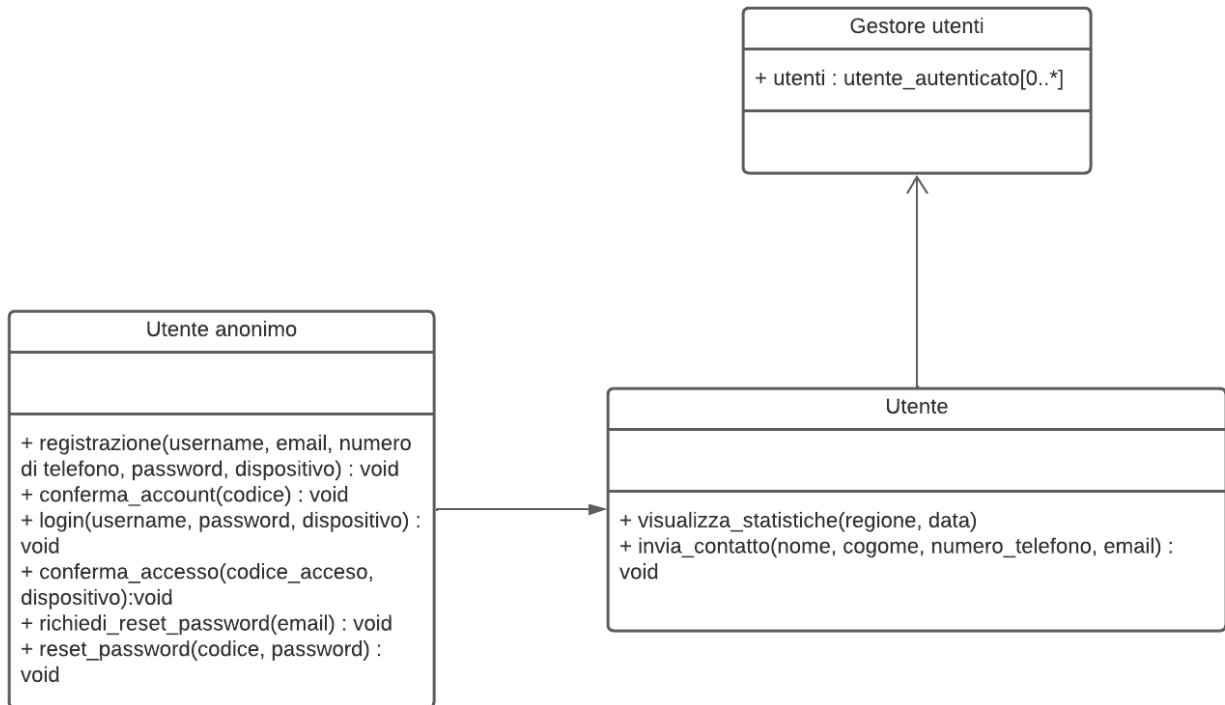 Gestore utenti
+ utenti : utente_autenticato[0..*]
Utente anonimo
+ registrazione(username, email, numero
di telefono, password, dispositivo) : void
+ conferma_account(codice) : void
+ login(username, password, dispositivo) :
void
+ conferma_accesso(codice_acceso,
dispositivo):void
+ richiedi_reset_password(email) : void
+ reset_password(codice, password) :
void
Utente
+ visualizza_statistiche(regione, data)
+ invia_contatto(nome, cogome, numero_telefono, email) :
void